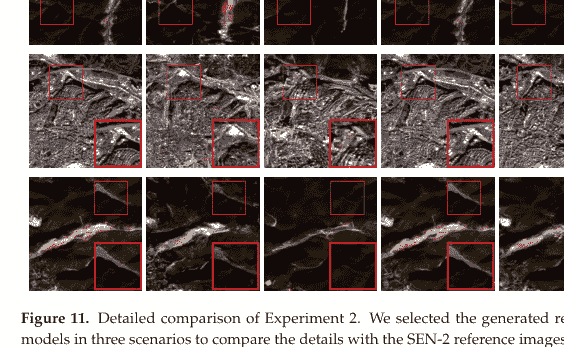 Figure 11. Detailed comparison of Experiment 2. We selected the generated re
models in three scenarios to compare the details with the SEN-2 reference images